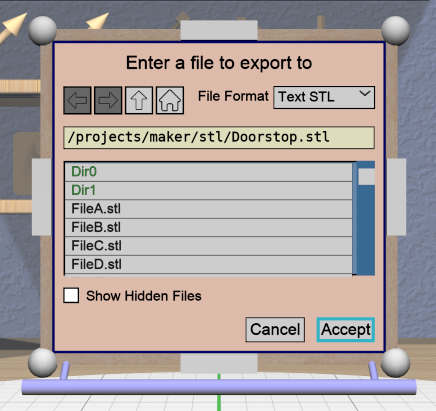 Enter a file to export to
File Format Text STL
/projects/maker/stl/Doorstop.stl
Dir0
Dir1
FileA.stl
FileB.stl
FileC.stl
FileD.stl
Show Hidden Files
Cancel Accept